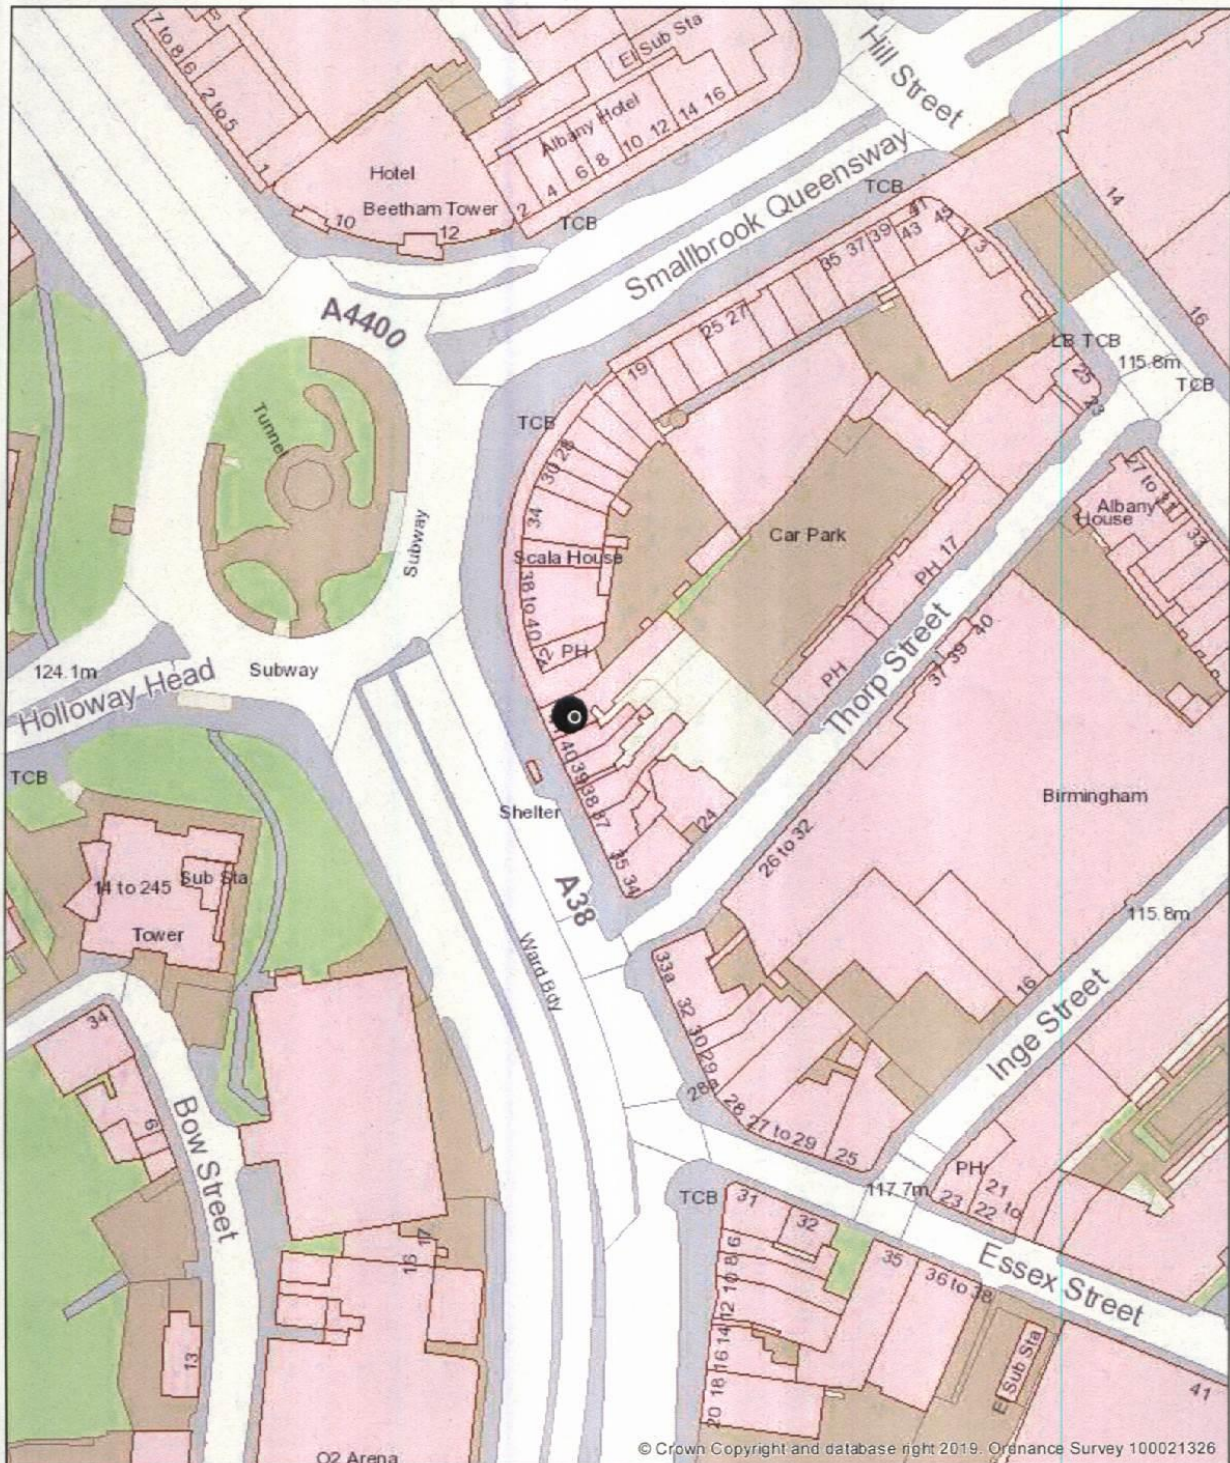 7 to 8
6
2 to 5
1
El Sub Sta
Hill Street
Albany Hotel
16
14
12
10
8
6
4
2
Hotel
Beetham Tower
10
12
TCB
Smallbrook Queensway
TCB
41
45
43
1
3
39
37
35
14
16
A4400
25 27
19
LB TCB
115.8m
TCB
25
23
Tunnel
TCB
30 28
34
Subway
Scala House
38 to 40
PH
Car Park
PH 17
27 to 31
Albany
House
33
124.1m
Subway
Holloway Head
PH
Thorp Street
40
39
37
TCB
40
39
38
37
35
34
24
Shelter
Birmingham
26 to 32
14 to 245
Sub Sta
Tower
A38
Ward Bdy
115.8m
33a
32
30
29
28a
28
27 to 29
25
16
Inge Street
34
6
Bow Street
PH
21
to
22
23
117.7m
TCB
31
32
6
8
10
12
14
16
18
20
35
36 to 38
Essex Street
17
15
13
El Sub Sta
41
O2 Arena
© Crown Copyright and database right 2019. Ordnance Survey 100021326